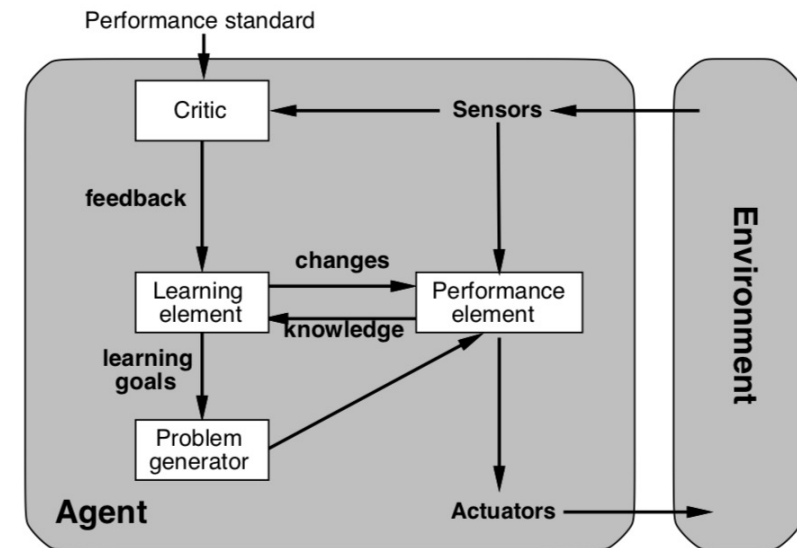 Performance standard
Critic
Sensors
feedback
changes
Learning
element
Performance
element
knowledge
learning
goals
Problem
generator
Agent
Actuators
Environment